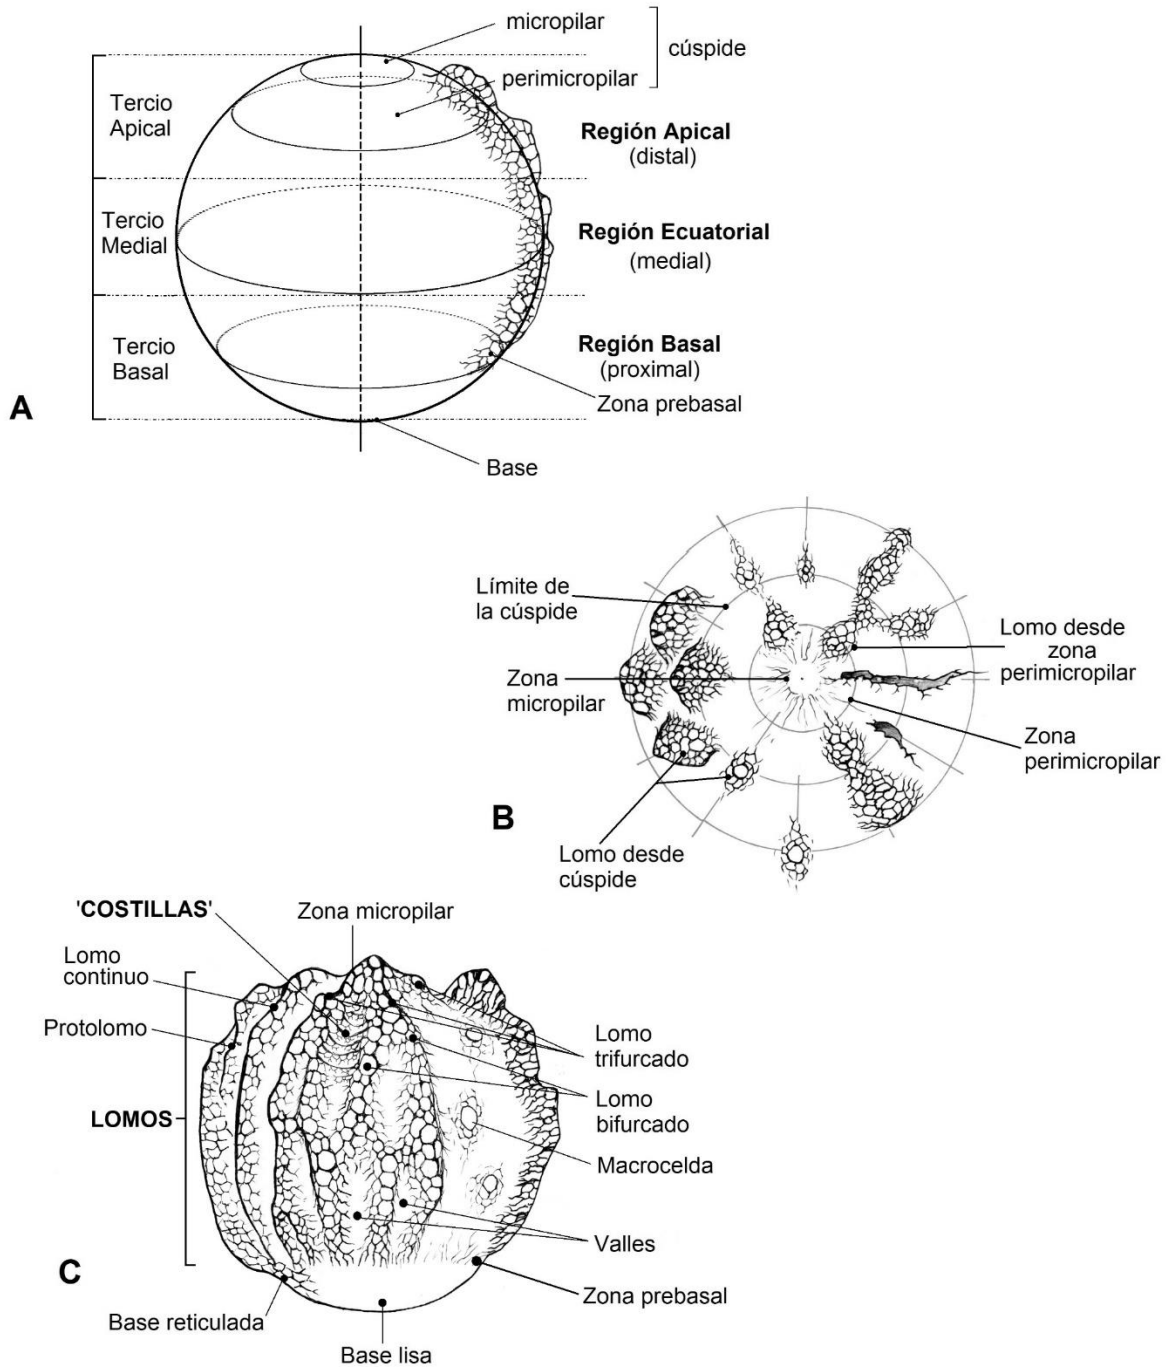 micropilar
cúspide
perimicropilar
Tercio
Apical
Región Apical
(distal)
Tercio
Medial
Región Ecuatorial
(medial)
Tercio
Basal
Región Basal
(proximal)
Zona prebasal
A
Base
Límite de
la cúspide
Lomo desde
zona
perimicropilar
Zona
micropilar
Zona
perimicropilar
B
Lomo desde
cúspide
'COSTILLAS'
Zona micropilar
Lomo
continuo
Protolomo
Lomo
trifurcado
LOMOS
Lomo
bifurcado
Macrocelda
Valles
C
Zona prebasal
Base reticulada
Base lisa